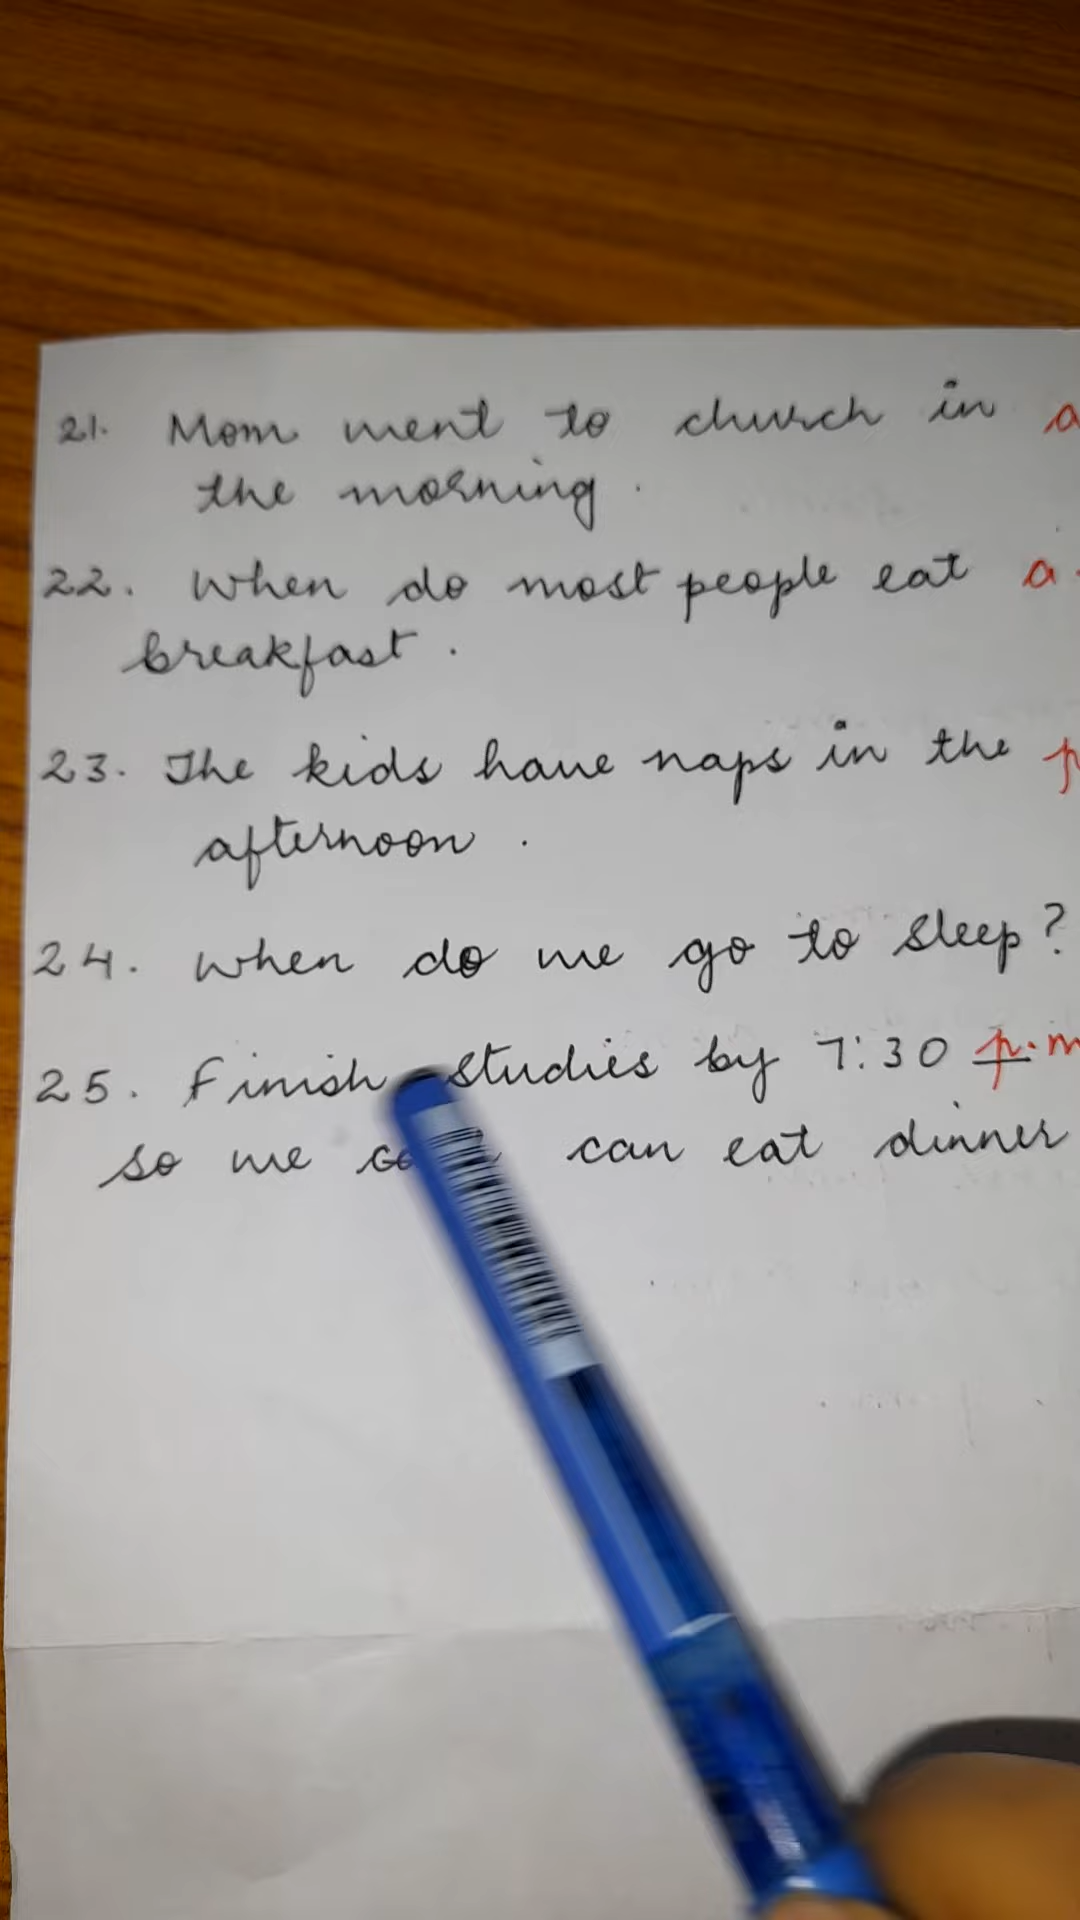 21. Mom went to church in a
the morning.
22. When do most people eat a.
breakfast.
23. The kids have naps in the p
afternoon.
24. When do we go to sleep?
25. Finish studies by 7:30 p.m
so we can eat dinner